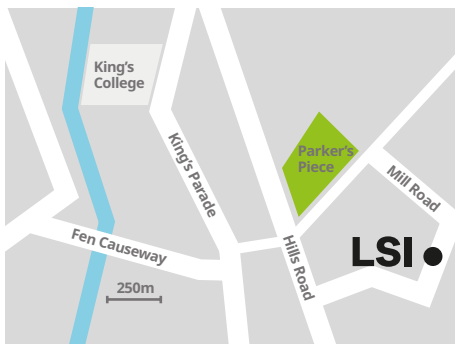 King's
College
King's Parade
Parker's
Piece
Mill Road
Fen Causeway
Hills Road
LSI
250m